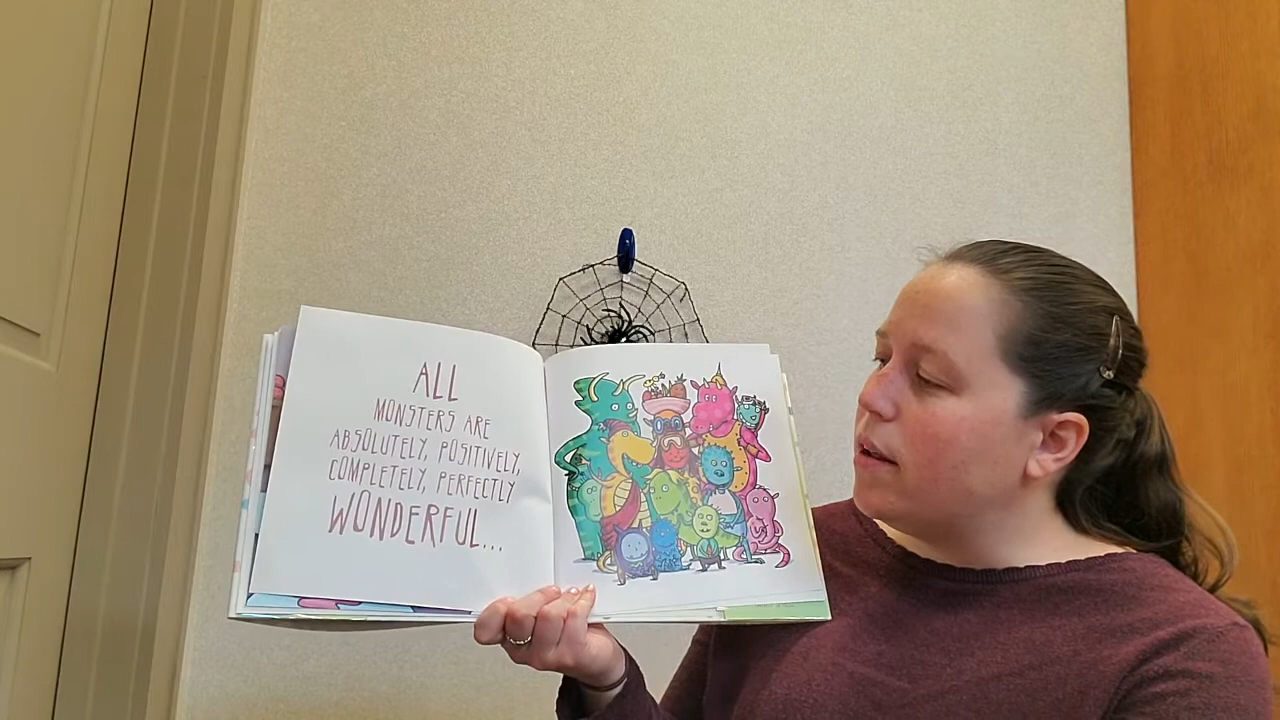 ALL
MONSTERS ARE
ABSOLUTELY, POSITIVELY,
COMPLETELY, PERFECTLY
WONDERFUL...